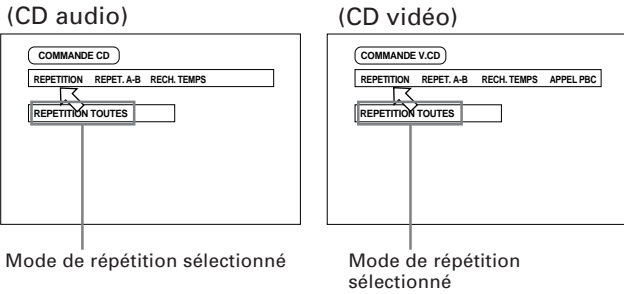 (CD audio)
COMMANDE CD
REPETITION REPET. A-B RECH. TEMPS
REPETITION TOUTES
Mode de répétition sélectionné
(CD vidéo)
COMMANDE V.CD
REPETITION REPET. A-B RECH. TEMPS APPEL PBC
REPETITION TOUTES
Mode de répétition
sélectionné